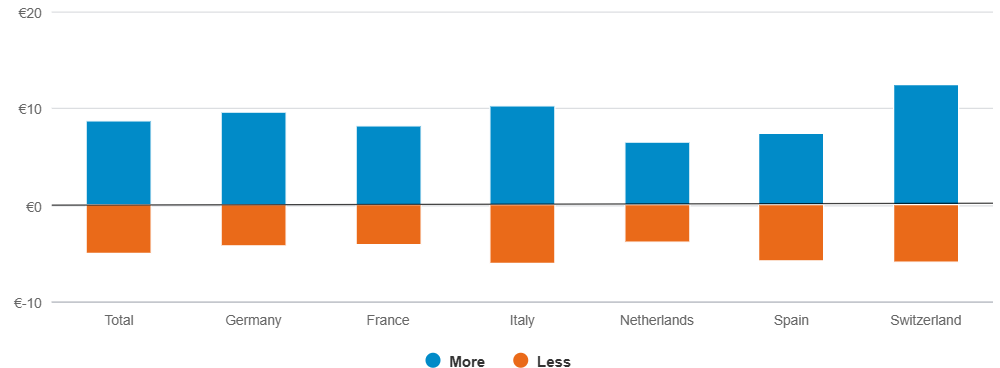 €20
€10
€0
€-10
Total Germany France Italy Netherlands Spain Switzerland
More Less